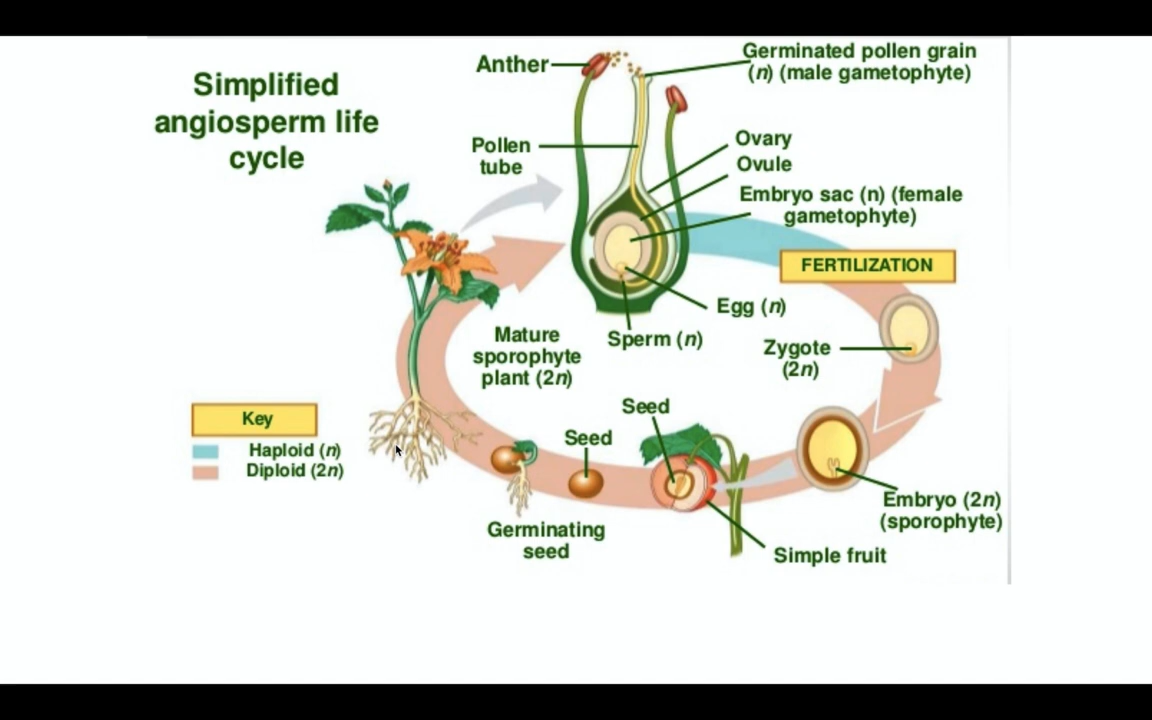 Simplified
angiosperm life
cycle
Anther
Germinated pollen grain
(n) (male gametophyte)
Pollen
tube
Ovary
Ovule
Embryo sac (n) (female
gametophyte)
FERTILIZATION
Egg (n)
Sperm (n)
Mature
sporophyte
plant (2n)
Zygote
(2n)
Key
Haploid (n)
Diploid (2n)
Seed
Seed
Germinating
seed
Embryo (2n)
(sporophyte)
Simple fruit